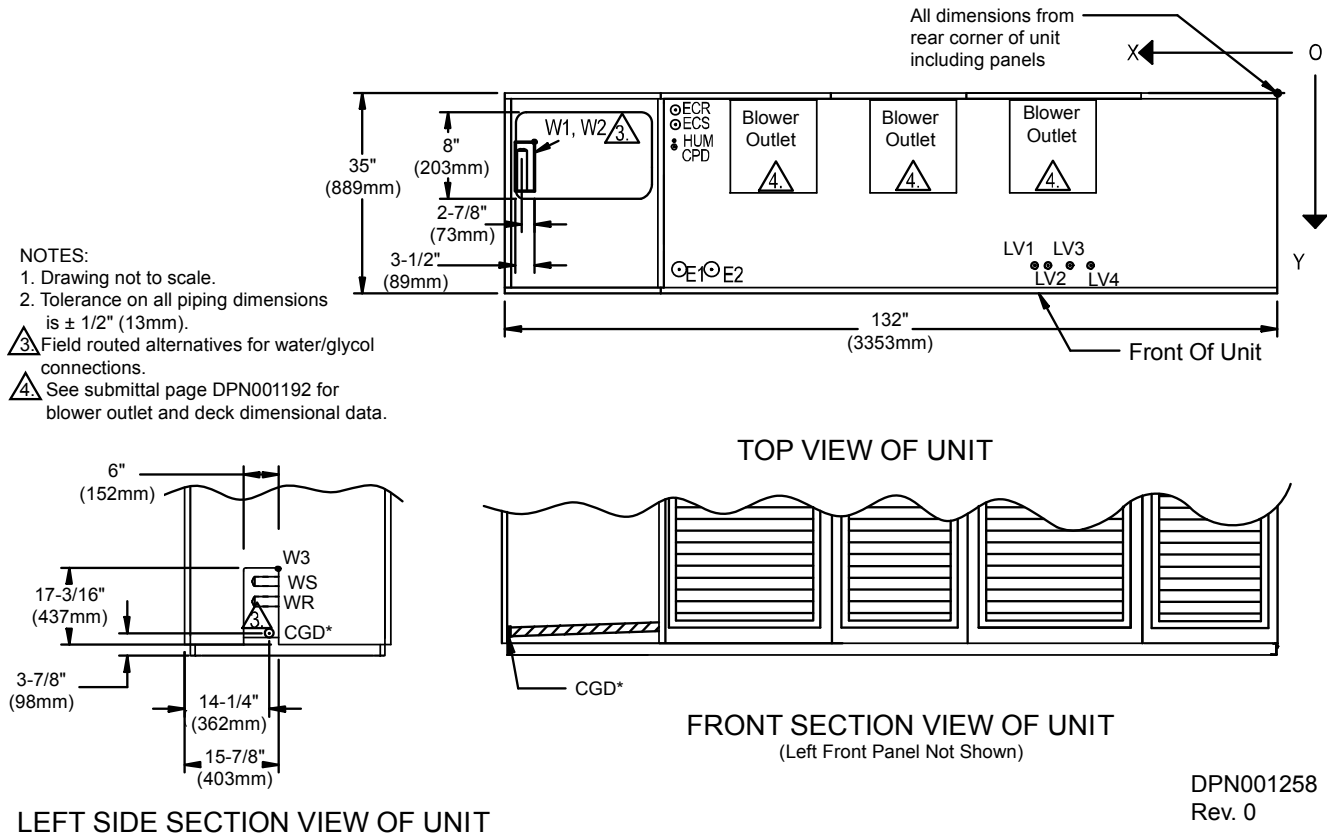 All dimensions from
rear corner of unit
including panels
X
O
Y
ECR
ECS
HUM
CPD
W1, W2
3.
Blower
Outlet
4.
Blower
Outlet
4.
Blower
Outlet
4.
35"
(889mm)
8"
(203mm)
2-7/8"
(73mm)
3-1/2"
(89mm)
E1
E2
LV1
LV3
LV2
LV4
132"
(3353mm)
Front Of Unit
NOTES:
1. Drawing not to scale.
2. Tolerance on all piping dimensions
is ± 1/2" (13mm).
3. Field routed alternatives for water/glycol
connections.
4. See submittal page DPN001192 for
blower outlet and deck dimensional data.
TOP VIEW OF UNIT
6"
(152mm)
W3
WS
WR
3.
CGD*
17-3/16"
(437mm)
3-7/8"
(98mm)
14-1/4"
(362mm)
15-7/8"
(403mm)
LEFT SIDE SECTION VIEW OF UNIT
CGD*
FRONT SECTION VIEW OF UNIT
(Left Front Panel Not Shown)
DPN001258
Rev. 0